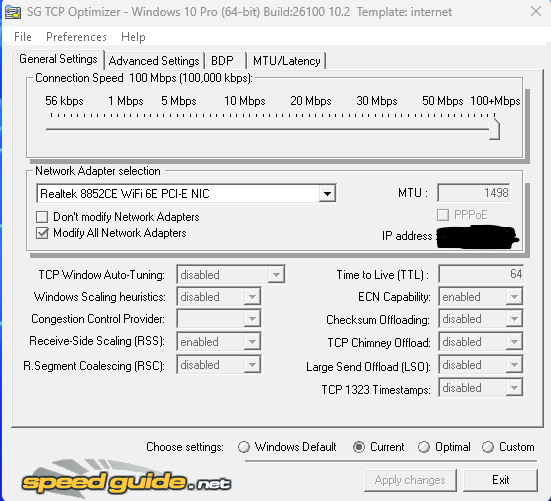 SG TCP Optimizer - Windows 10 Pro (64-bit) Build:26100 10.2 Template: internet
File Preferences Help
General Settings Advanced Settings BDP MTU/Latency
Connection Speed 100 Mbps (100,000 kbps):
56 kbps 1 Mbps 5 Mbps 10 Mbps 20 Mbps 30 Mbps 50 Mbps 100+Mbps
Network Adapter selection
Realtek 8852CE WiFi 6E PCI-E NIC MTU : 1498
Don't modify Network Adapters PPPoE
Modify All Network Adapters IP address
TCP Window Auto-Tuning: disabled Time to Live (TTL) : 64
Windows Scaling heuristics: disabled ECN Capability: enabled
Congestion Control Provider: Checksum Offloading: disabled
Receive-Side Scaling (RSS): enabled TCP Chimney Offload: disabled
R.Segment Coalescing (RSC): disabled Large Send Offload (LSO): disabled
TCP 1323 Timestamps: disabled
Choose settings: Windows Default Current Optimal Custom
speed guide.net Apply changes Exit